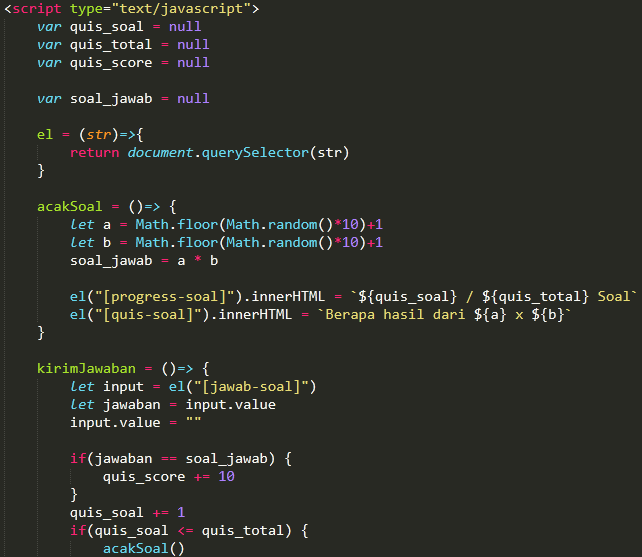 <script type="text/javascript">
var quis_soal = null
var quis_total = null
var quis_score = null
var soal_jawab = null
el = (str)=>{
return document.querySelector(str)
}
acakSoal = ()=> {
let a = Math.floor(Math.random()*10)+1
let b = Math.floor(Math.random()*10)+1
soal_jawab = a * b
el("[progress-soal]").innerHTML = `${quis_soal} / ${quis_total} Soal`
el("[quis-soal]").innerHTML = `Berapa hasil dari ${a} x ${b}`
}
kirimJawaban = ()=> {
let input = el("[jawab-soal]")
let jawaban = input.value
input.value = ""
if(jawaban == soal_jawab) {
quis_score += 10
}
quis_soal += 1
if(quis_soal <= quis_total) {
acakSoal()